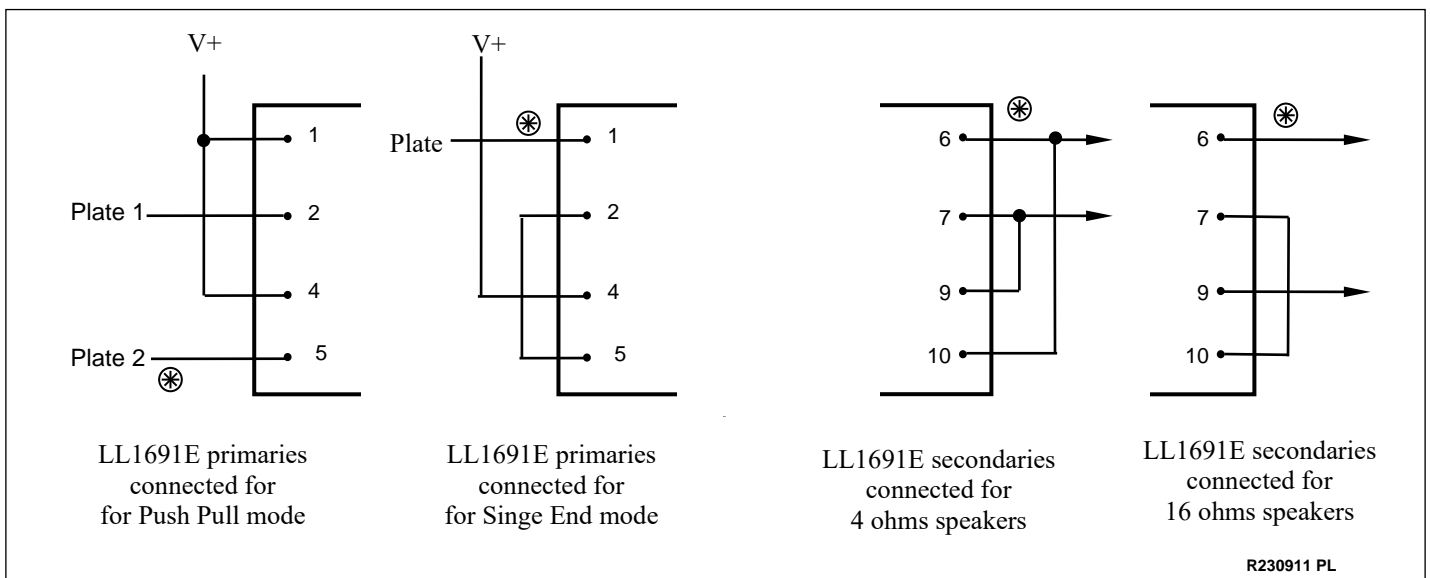 V+
1
Plate 1
2
4
Plate 2
5
LL1691E primaries
connected for
for Push Pull mode
V+
Plate
1
2
4
5
LL1691E primaries
connected for
for Singe End mode
6
7
9
10
LL1691E secondaries
connected for
4 ohms speakers
6
7
9
10
LL1691E secondaries
connected for
16 ohms speakers
R230911 PL